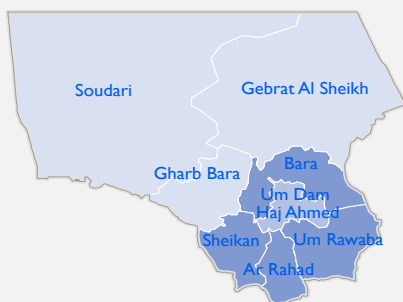 Soudari
Gebrat Al Sheikh
Gharb Bara
Bara
Um Dam
Haj Ahmed
Sheikan
Um Rawaba
Ar Rahad